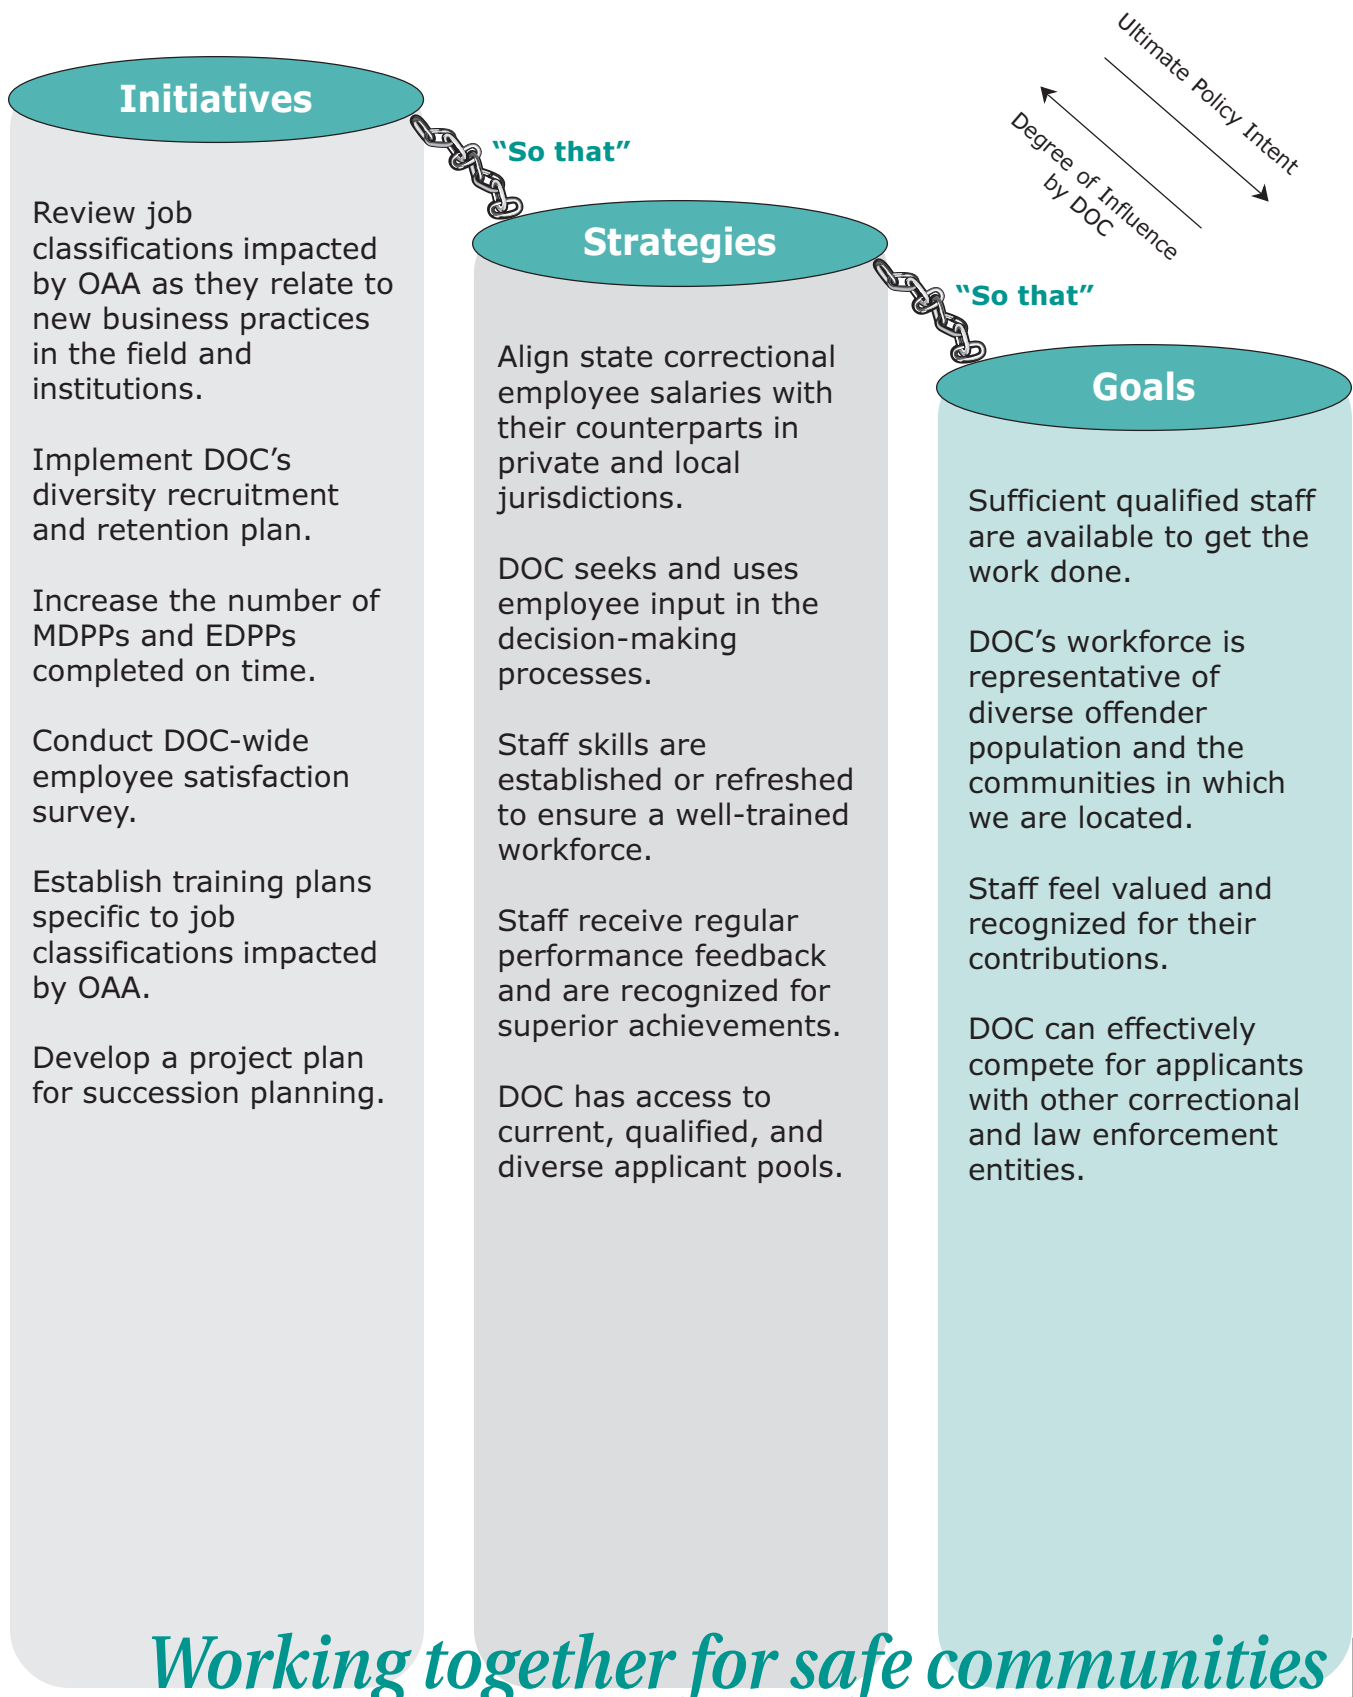 Ultimate Policy Intent
Degree of Influence
by DOC
Initiatives
“So that”
Review job
classifications impacted
by OAA as they relate to
new business practices
in the field and
institutions.
Implement DOC’s
diversity recruitment
and retention plan.
Increase the number of
MDPPs and EDPPs
completed on time.
Conduct DOC-wide
employee satisfaction
survey.
Establish training plans
specific to job
classifications impacted
by OAA.
Develop a project plan
for succession planning.
Strategies
“So that”
Align state correctional
employee salaries with
their counterparts in
private and local
jurisdictions.
DOC seeks and uses
employee input in the
decision-making
processes.
Staff skills are
established or refreshed
to ensure a well-trained
workforce.
Staff receive regular
performance feedback
and are recognized for
superior achievements.
DOC has access to
current, qualified, and
diverse applicant pools.
Goals
Sufficient qualified staff
are available to get the
work done.
DOC’s workforce is
representative of
diverse offender
population and the
communities in which
we are located.
Staff feel valued and
recognized for their
contributions.
DOC can effectively
compete for applicants
with other correctional
and law enforcement
entities.
Working together for safe communities